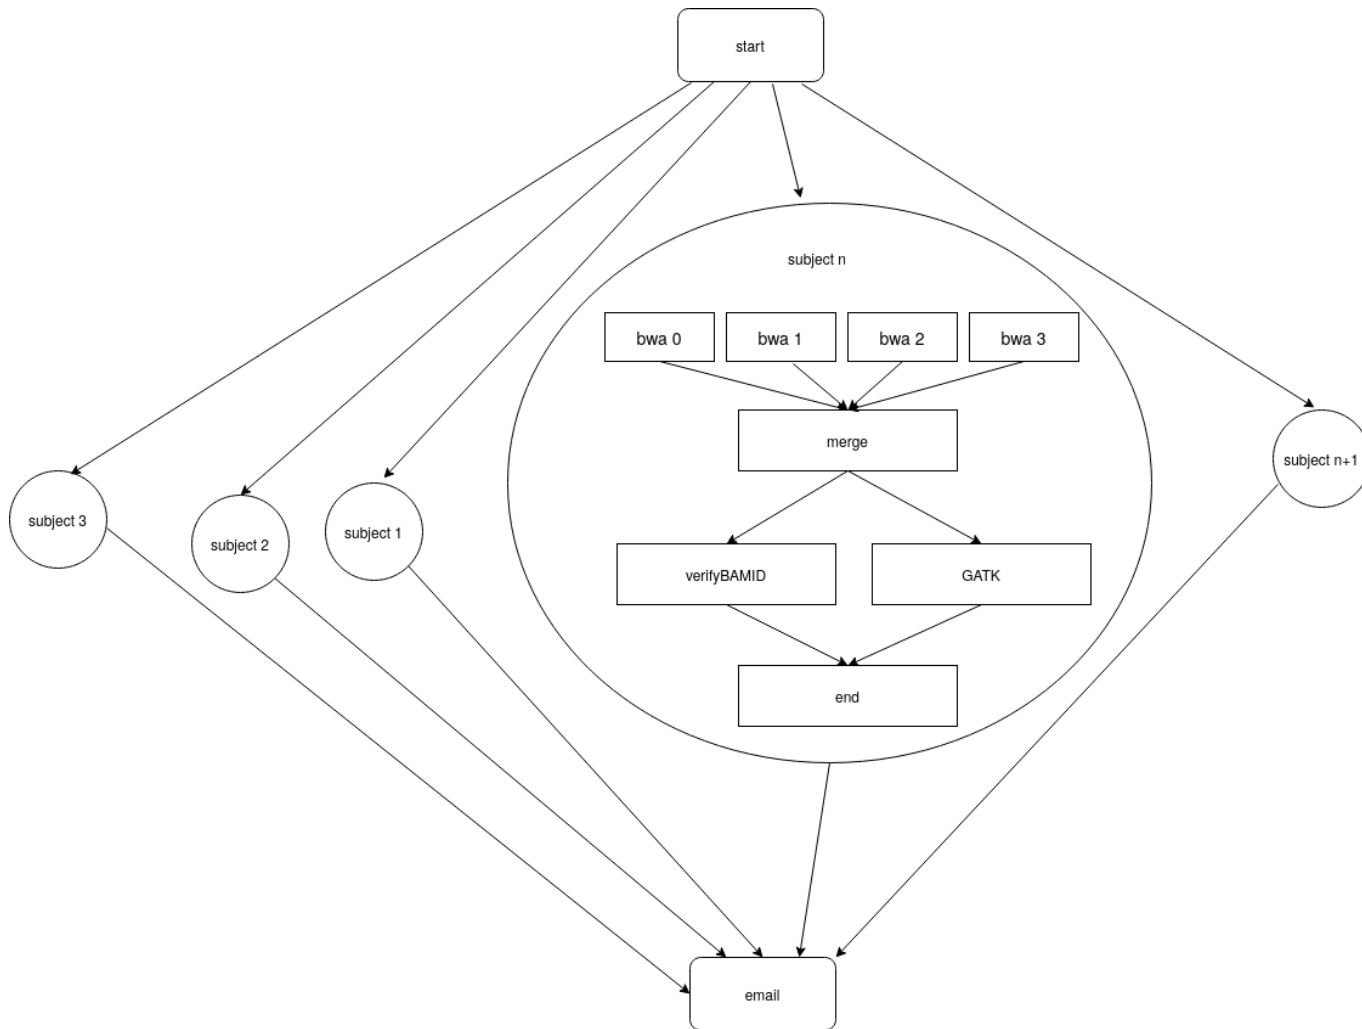 start
subject n
bwa 0
bwa 1
bwa 2
bwa 3
merge
subject n+1
subject 3
subject 2
subject 1
verifyBAMID
GATK
end
email